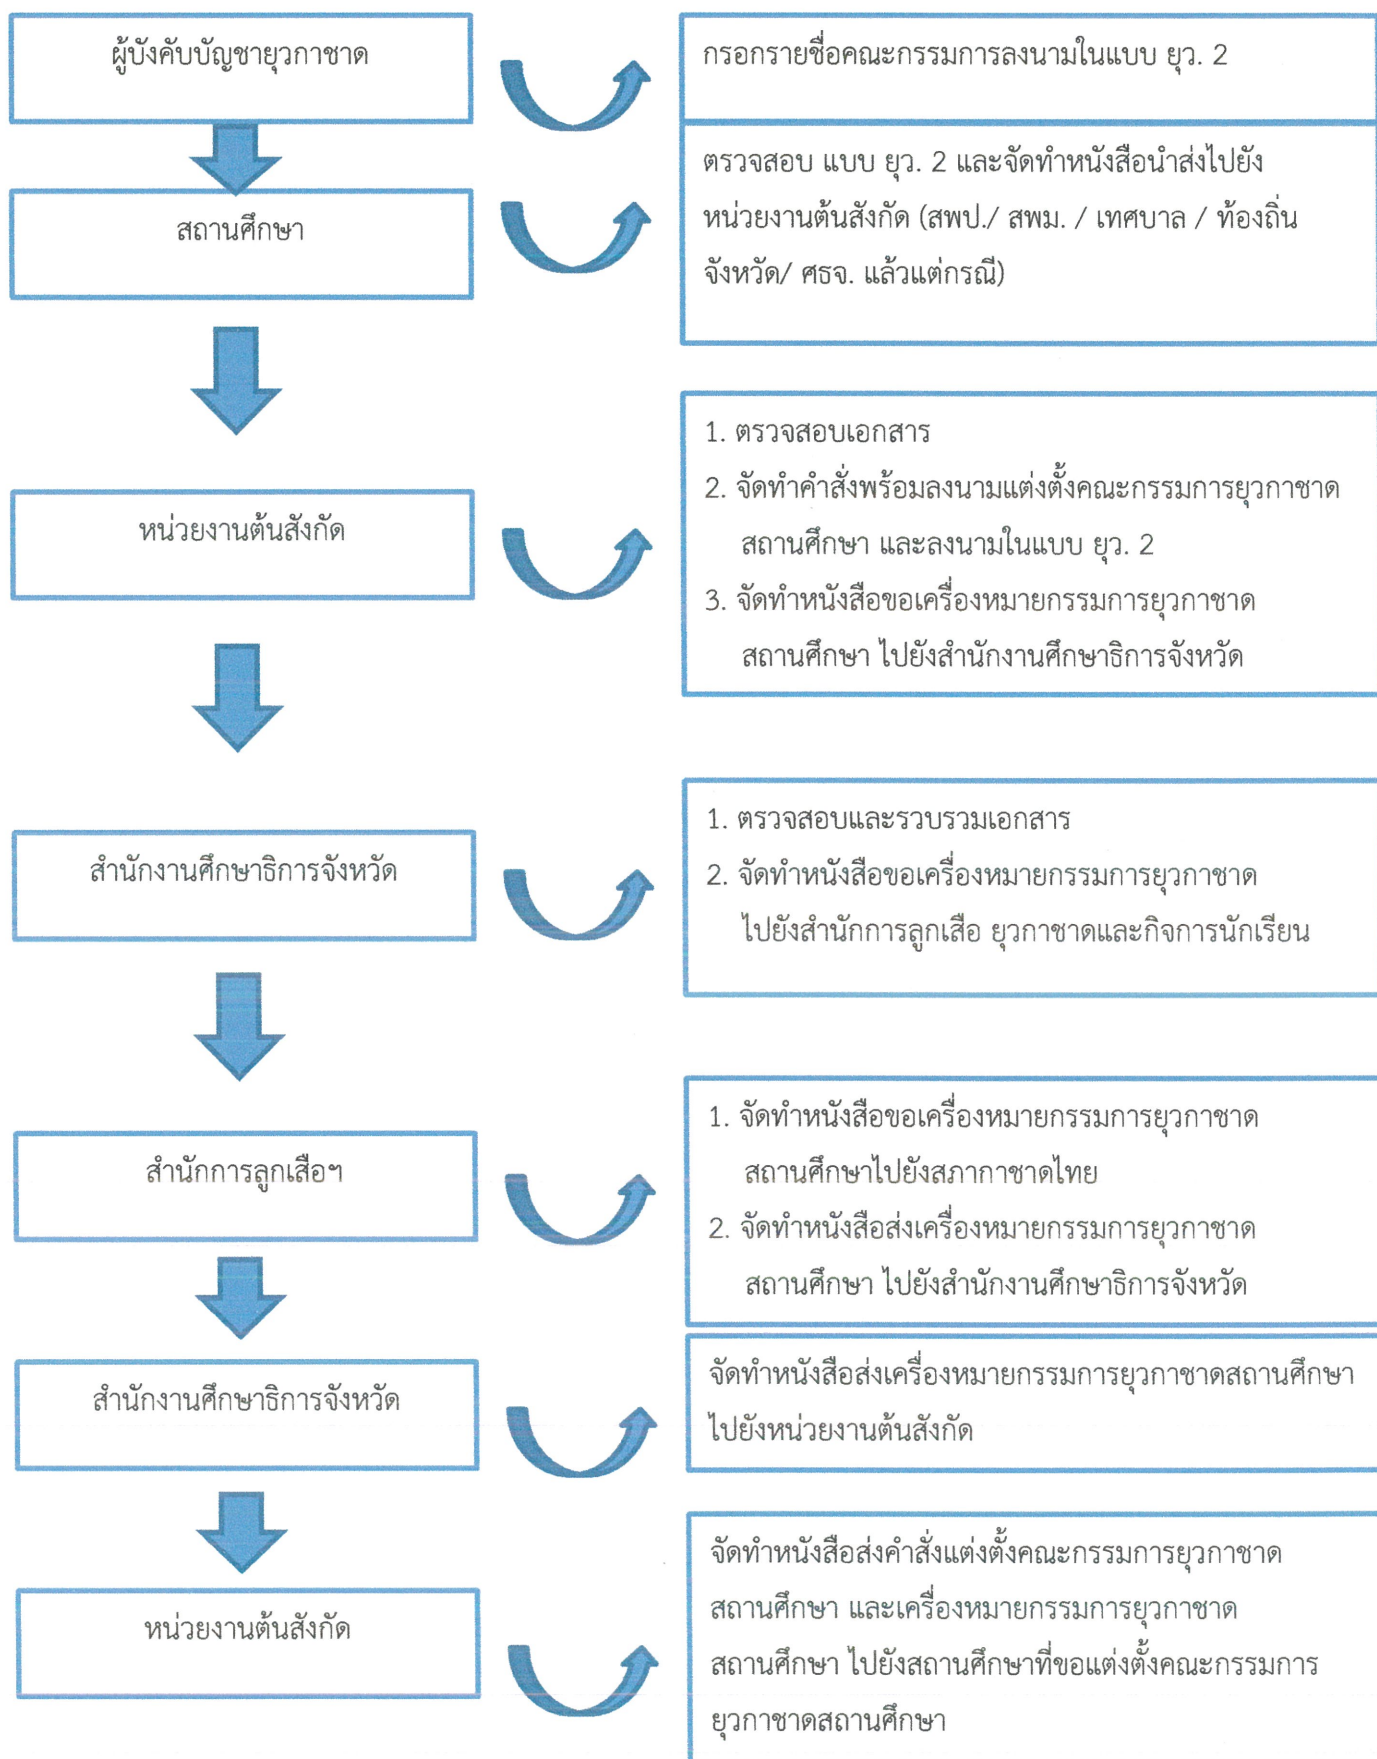 ผู้บังคับบัญชายุวกาชาด
กรอกรายชื่อคณะกรรมการลงนามในแบบ ยุว. 2
สถานศึกษา
ตรวจสอบ แบบ ยุว. 2 และจัดทำหนังสือนำส่งไปยัง
หน่วยงานต้นสังกัด (สพป./ สพม. / เทศบาล / ท้องถิ่น
จังหวัด/ ศธจ. แล้วแต่กรณี)
หน่วยงานต้นสังกัด
1. ตรวจสอบเอกสาร
2. จัดทำคำสั่งพร้อมลงนามแต่งตั้งคณะกรรมการยุวกาชาด
สถานศึกษา และลงนามในแบบ ยุว. 2
3. จัดทำหนังสือขอเครื่องหมายกรรมการยุวกาชาด
สถานศึกษา ไปยังสำนักงานศึกษาธิการจังหวัด
สำนักงานศึกษาธิการจังหวัด
1. ตรวจสอบและรวบรวมเอกสาร
2. จัดทำหนังสือขอเครื่องหมายกรรมการยุวกาชาด
ไปยังสำนักการลูกเสือ ยุวกาชาดและกิจการนักเรียน
สำนักการลูกเสือฯ
1. จัดทำหนังสือขอเครื่องหมายกรรมการยุวกาชาด
สถานศึกษาไปยังสภากาชาดไทย
2. จัดทำหนังสือส่งเครื่องหมายกรรมการยุวกาชาด
สถานศึกษา ไปยังสำนักงานศึกษาธิการจังหวัด
สำนักงานศึกษาธิการจังหวัด
จัดทำหนังสือส่งเครื่องหมายกรรมการยุวกาชาดสถานศึกษา
ไปยังหน่วยงานต้นสังกัด
หน่วยงานต้นสังกัด
จัดทำหนังสือส่งคำสั่งแต่งตั้งคณะกรรมการยุวกาชาด
สถานศึกษา และเครื่องหมายกรรมการยุวกาชาด
สถานศึกษา ไปยังสถานศึกษาที่ขอแต่งตั้งคณะกรรมการ
ยุวกาชาดสถานศึกษา